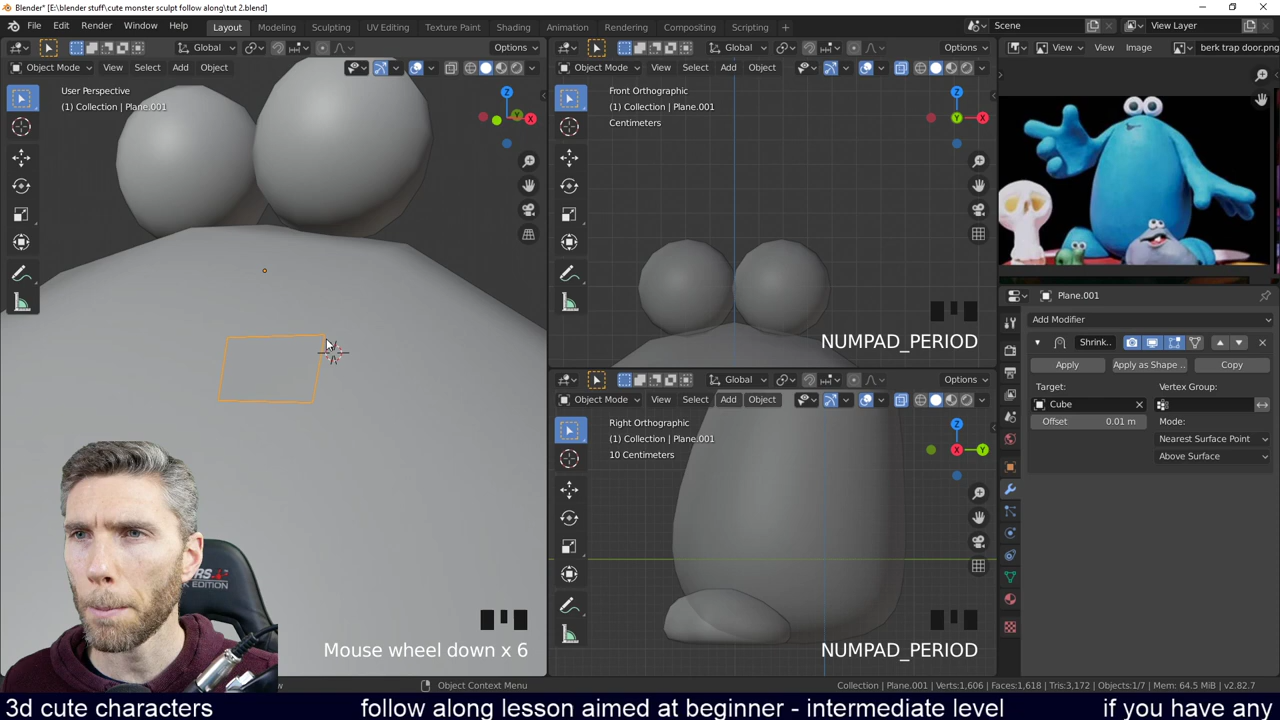 Blender* [E:\blender stuff\cute monster sculpt follow along\tut 2.blend]
File Edit Render Window Help Layout Modeling Sculpting UV Editing Texture Paint Shading Animation Rendering Compositing Scripting + Scene View Layer
Global Options
Object Mode View Select Add Object
User Perspective
(1) Collection | Plane.001
Z
Y
X
Mouse wheel down x 6
Global Options
Object Mode View Select Add Object
Front Orthographic
(1) Collection | Plane.001
Centimeters
Z
Y
X
NUMPAD_PERIOD
Global Options
Object Mode View Select Add Object
Right Orthographic
(1) Collection | Plane.001
10 Centimeters
Z
X
Y
NUMPAD_PERIOD
View View Image berk trap door.png
Plane.001
Add Modifier
Shrink..
Apply Apply as Shape .. Copy
Target: Vertex Group:
Cube
Offset 0.01 m Mode:
Nearest Surface Point
Above Surface
Object Context Menu
Collection | Plane.001 | Verts:1,606 | Faces:1,618 | Tris:3,172 | Objects:1/7 | Mem: 64.5 MiB | v2.82.7
EDITION
3d cute characters follow along lesson aimed at beginner - intermediate level if you have any